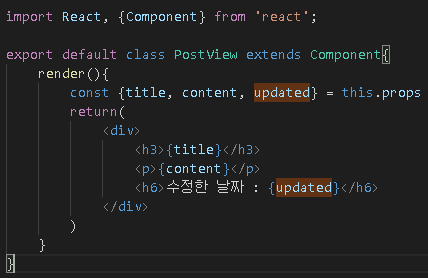 import React, {Component} from 'react';
export default class PostView extends Component{
render(){
const {title, content, updated} = this.props
return(
<div>
<h3>{title}</h3>
<p>{content}</p>
<h6>수정한 날짜 : {updated}</h6>
</div>
)
}
}